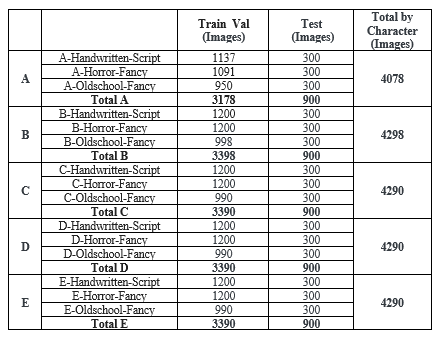 Train Val (Images) Test (Images) Total by Character (Images)
A A-Handwritten-Script 1137 300 4078
A-Horror-Fancy 1091 300
A-Oldschool-Fancy 950 300
Total A 3178 900
B B-Handwritten-Script 1200 300 4298
B-Horror-Fancy 1200 300
B-Oldschool-Fancy 998 300
Total B 3398 900
C C-Handwritten-Script 1200 300 4290
C-Horror-Fancy 1200 300
C-Oldschool-Fancy 990 300
Total C 3390 900
D D-Handwritten-Script 1200 300 4290
D-Horror-Fancy 1200 300
D-Oldschool-Fancy 990 300
Total D 3390 900
E E-Handwritten-Script 1200 300 4290
E-Horror-Fancy 1200 300
E-Oldschool-Fancy 990 300
Total E 3390 900